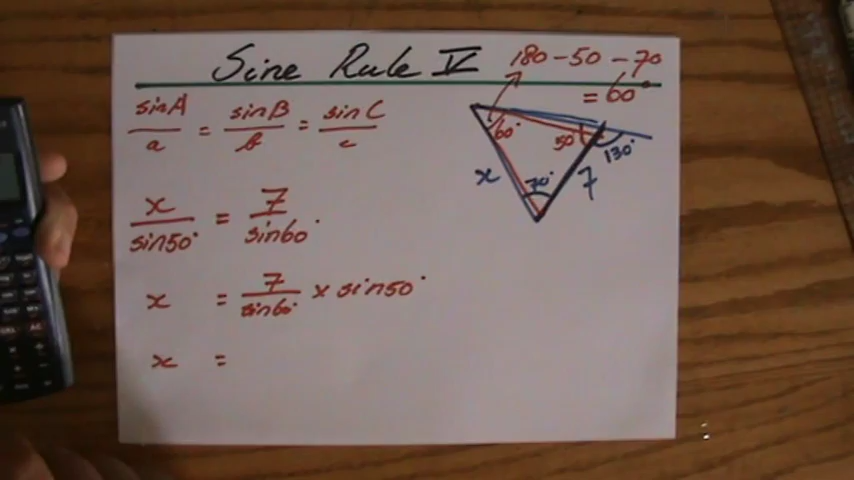 Sine Rule V
180 - 50 - 70
= 60°
sinA/a = sinB/b = sinC/c
60°
50
130°
x
70°
7
x/sin50° = 7/sin60°
x = 7/sin60° x sin50°
x =